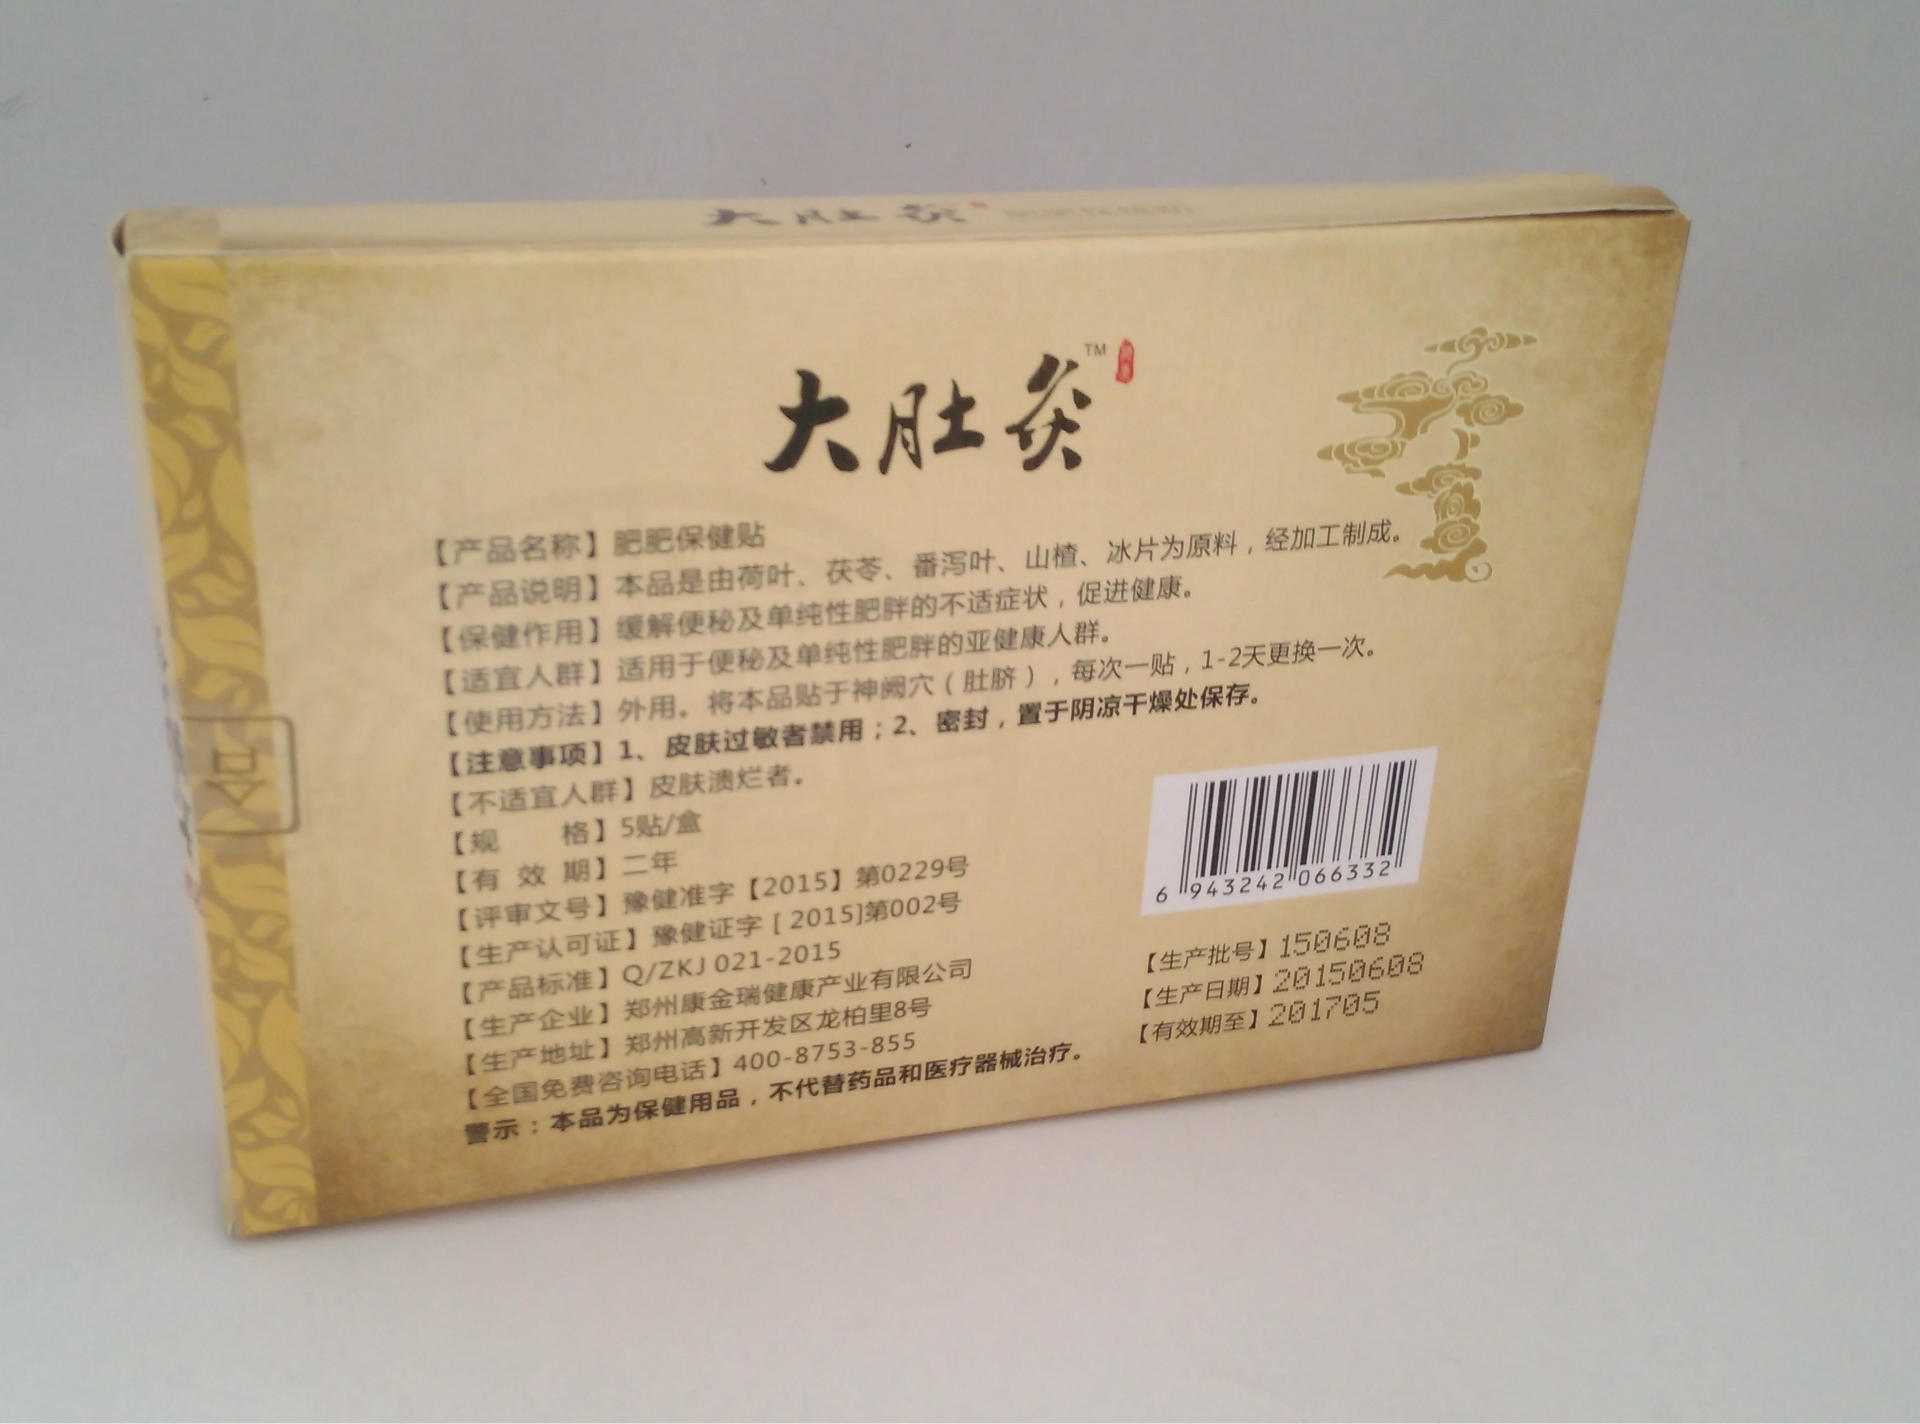 大肚灸
大肚灸 TM
【产品名称】肥肥保健贴
【产品说明】本品是由荷叶、茯苓、番泻叶、山楂、冰片为原料，经加工制成。
【保健作用】缓解便秘及单纯性肥胖的不适症状，促进健康。
【适宜人群】适用于便秘及单纯性肥胖的亚健康人群。
【使用方法】外用。将本品贴于神阙穴（肚脐），每次一贴，1-2天更换一次。
【注意事项】1、皮肤过敏者禁用；2、密封，置于阴凉干燥处保存。
【不适宜人群】皮肤溃烂者。
【规 格】5贴/盒
【有 效 期】二年
【评审文号】豫健准字【2015】第0229号
【生产认可证】豫健证字 [ 2015]第002号
【产品标准】Q/ZKJ 021-2015
【生产企业】郑州康金瑞健康产业有限公司
【生产地址】郑州高新开发区龙柏里8号
【全国免费咨询电话】400-8753-855
警示：本品为保健用品，不代替药品和医疗器械治疗。
6 943242 066332
【生产批号】150608
【生产日期】20150608
【有效期至】201705
合